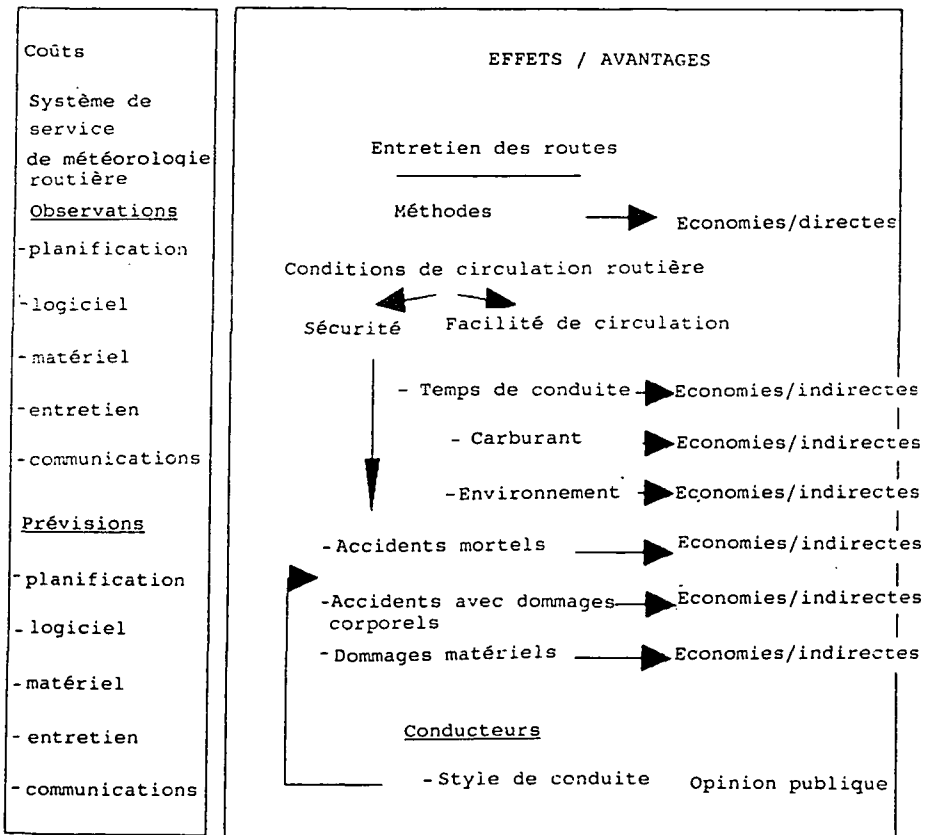 Coûts
Système de
service
de météorologie
routière
Observations
-planification
-logiciel
-matériel
-entretien
-communications
Prévisions
-planification
- logiciel
-matériel
- entretien
- communications
EFFETS / AVANTAGES
Entretien des routes
Méthodes Economies/directes
Conditions de circulation routière
Sécurité Facilité de circulation
- Temps de conduite Economies/indirectes
- Carburant Economies/indirectes
-Environnement Economies/indirectes
-Accidents mortels Economies/indirectes
-Accidents avec dommages Economies/indirectes
corporels
- Dommages matériels Economies/indirectes
Conducteurs
-Style de conduite Opinion publique